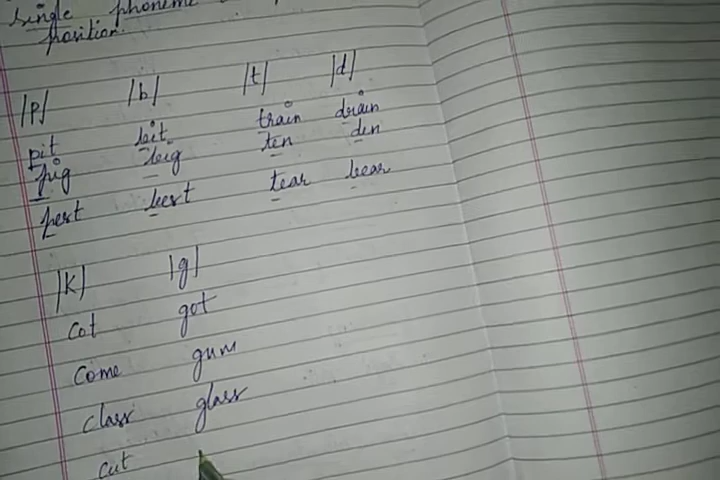 Single phoneme
position.
|p| |b| |t| |d|
pit bit train drain
pig big ten den
pest best tear bear
|K| |g|
cot got
come gum
class glass
cut